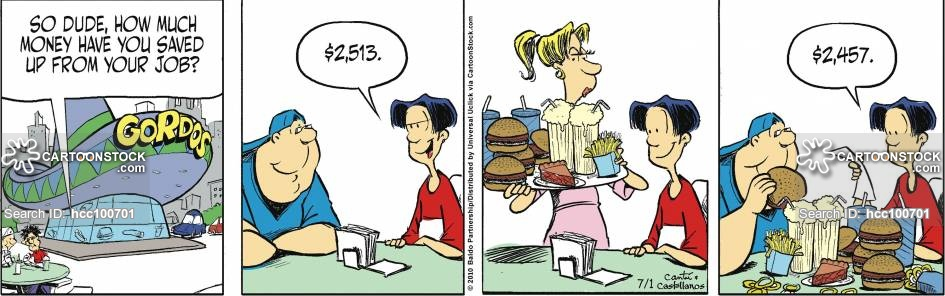 SO DUDE, HOW MUCH
MONEY HAVE YOU SAVED
UP FROM YOUR JOB?
GORDOS
CARTOONSTOCK
.com
Search ID: hcc100701
$2,513.
© 2010 Baldo Partnership/Distributed by Universal Uclick via CartoonStock.com
7/1 Cantú &
Castellanos
$2,457.
CARTOONSTOCK
.com
Search ID: hcc100701